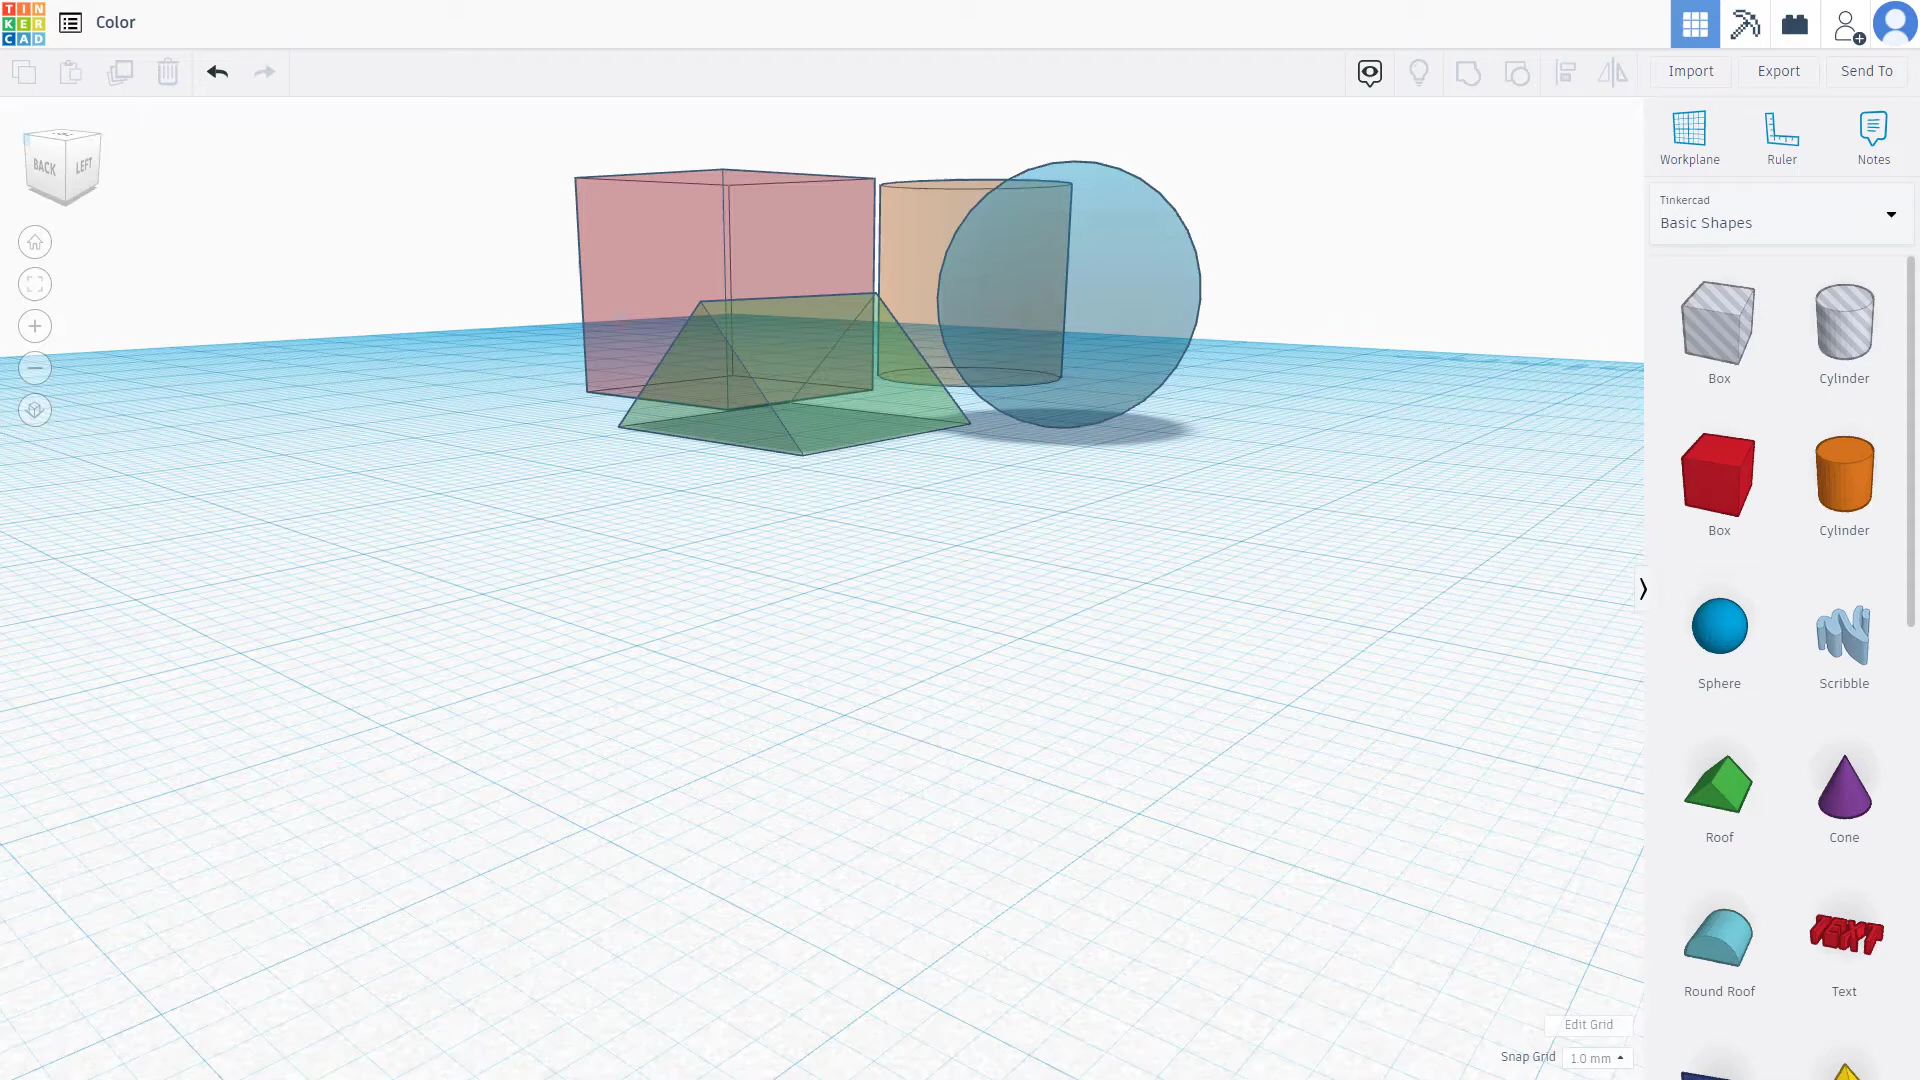 TIN
KER
CAD
Color
Import
Export
Send To
BACK
LEFT
Workplane
Ruler
Notes
Tinkercad
Basic Shapes
Box
Cylinder
Box
Cylinder
Sphere
Scribble
Roof
Cone
TEXT
Round Roof
Text
Edit Grid
Snap Grid
1.0 mm